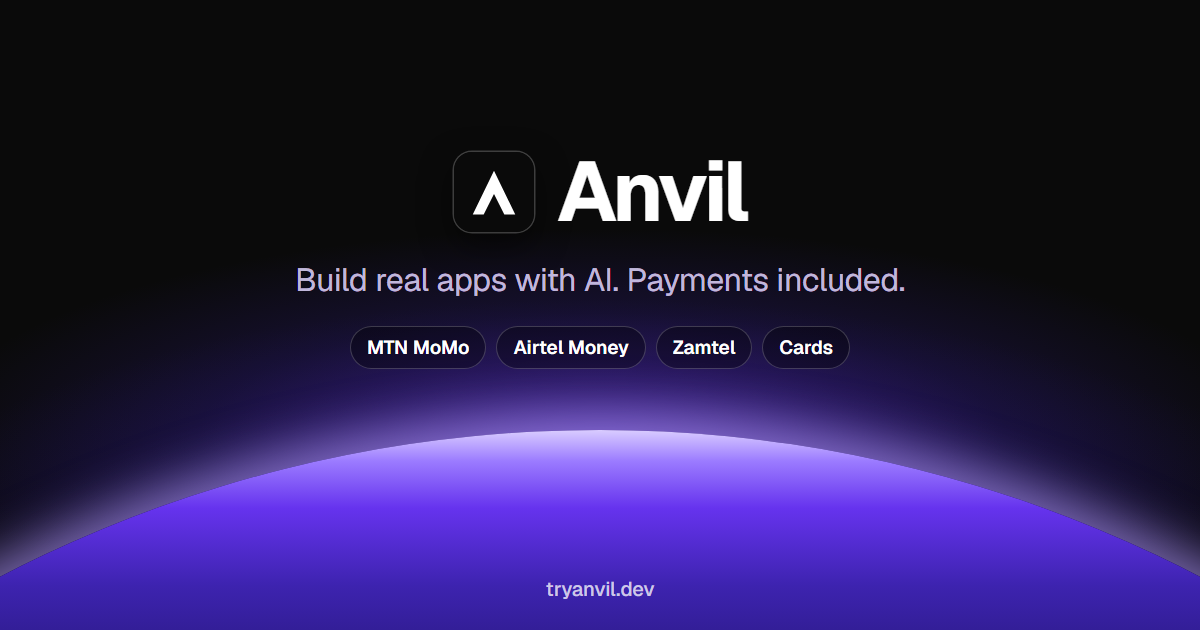 Anvil
Build real apps with AI. Payments included.
MTN MoMo Airtel Money Zamtel Cards
tryanvil.dev